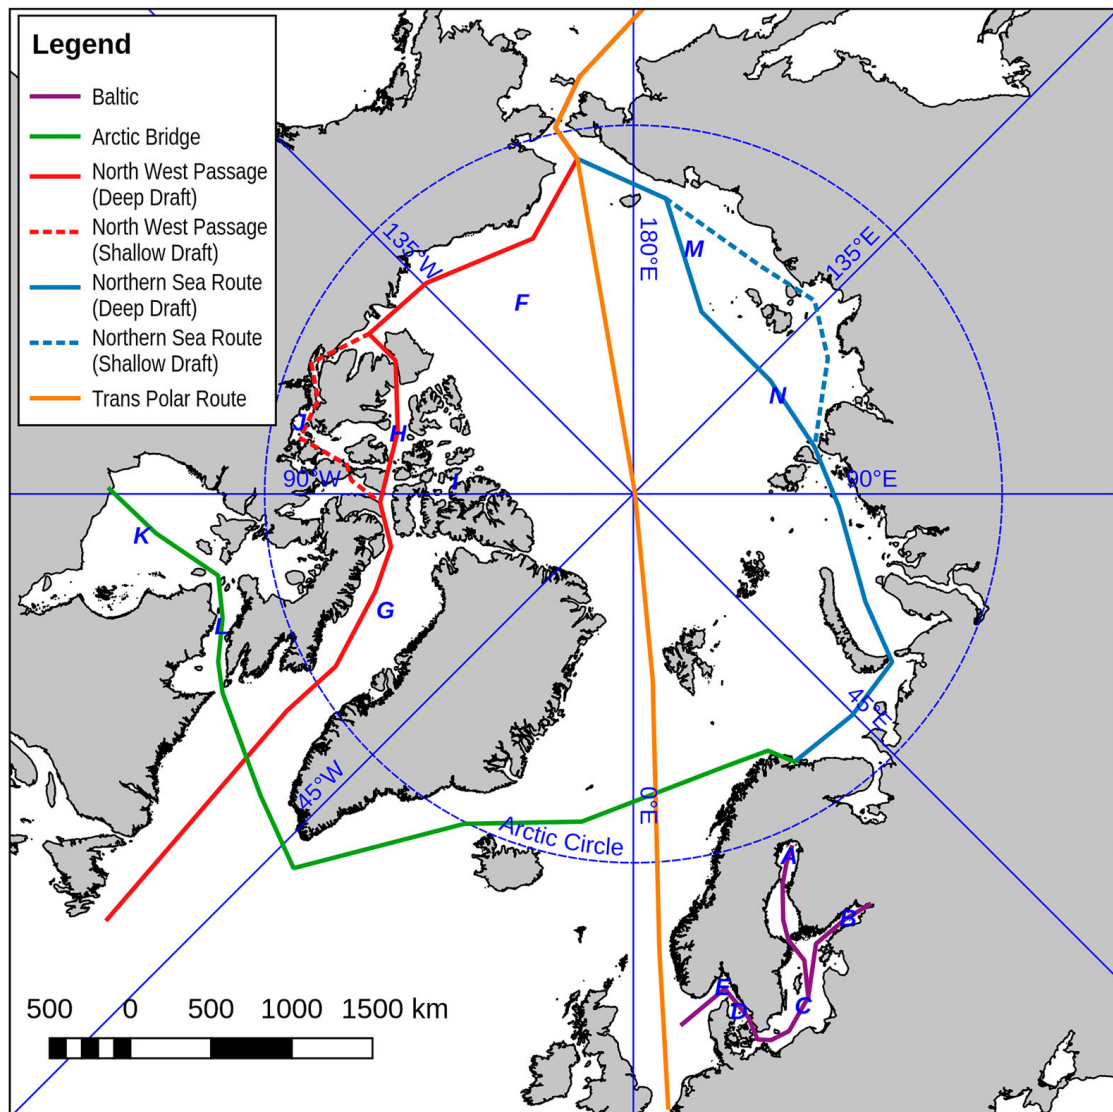 Legend
Baltic
Arctic Bridge
North West Passage
(Deep Draft)
North West Passage
(Shallow Draft)
Northern Sea Route
(Deep Draft)
Northern Sea Route
(Shallow Draft)
Trans Polar Route
135°W
180°E
135°E
M
F
N
J
H
90°W
I
90°E
K
G
L
45°E
45°W
0°E
Arctic Circle
A
B
E
D
C
500 0 500 1000 1500 km